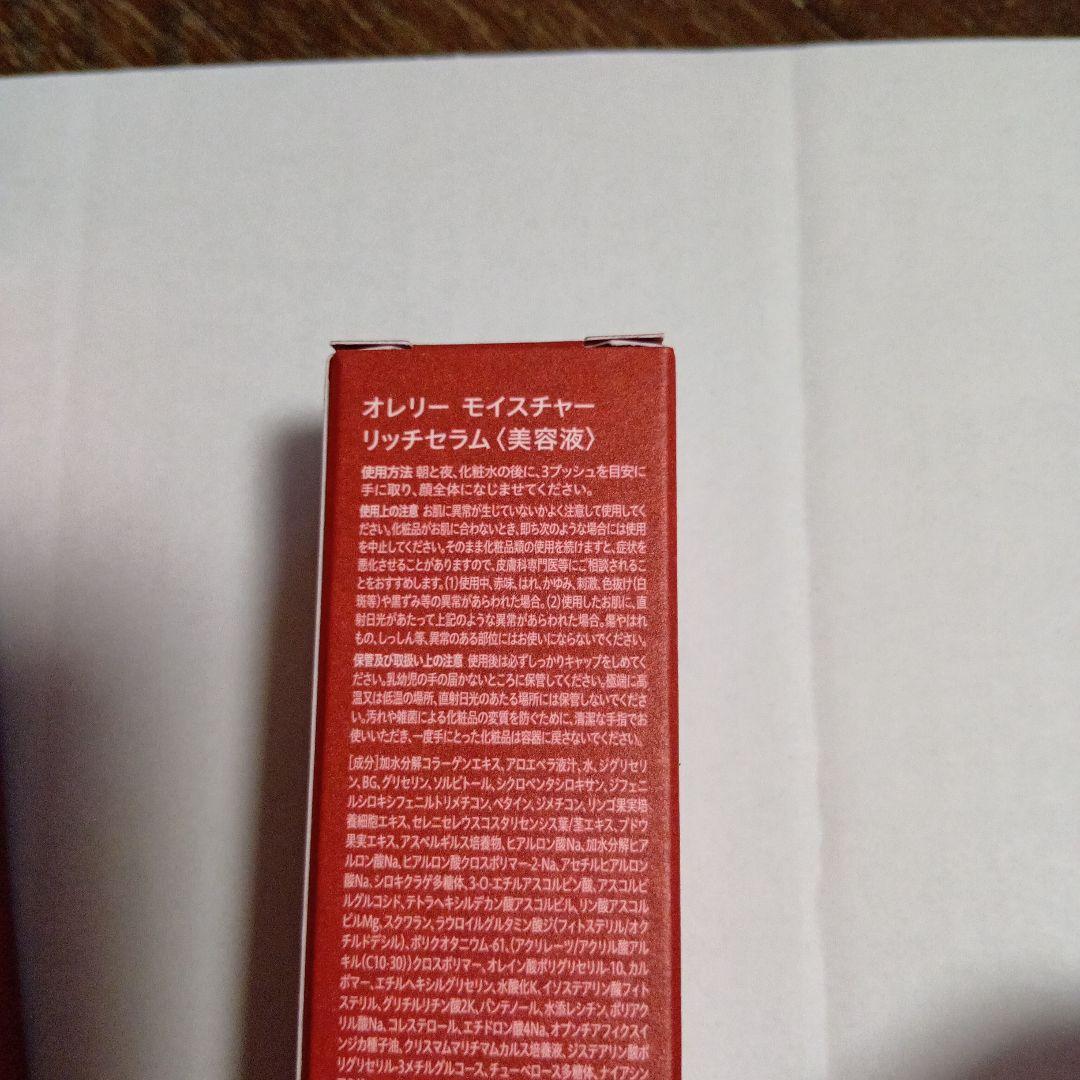 オレリー モイスチャー
リッチセラム〈美容液〉
使用方法 朝と夜、化粧水の後に、3プッシュを目安に
手に取り、顔全体になじませてください。
使用上の注意 お肌に異常が生じていないかよく注意して使用してく
ださい。化粧品がお肌に合わないとき、即ち次のような場合には使用
を中止してください。そのまま化粧品類の使用を続けますと、症状を
悪化させることがありますので、皮膚科専門医等にご相談されるこ
とをおすすめします。(1)使用中、赤味、はれ、かゆみ、刺激、色抜け(白
斑等)や黒ずみ等の異常があらわれた場合。(2)使用したお肌に、直
射日光があたって上記のような異常があらわれた場合。傷やはれ
もの、しっしん等、異常のある部位にはお使いにならないでください。
保管及び取扱い上の注意 使用後は必ずしっかりキャップをしめてく
ださい。乳幼児の手の届かないところに保管してください。極端に高
温又は低温の場所、直射日光のあたる場所には保管しないでくださ
い。汚れや雑菌による化粧品の変質を防ぐために、清潔な手指でお
使いいただき、一度手にとった化粧品は容器に戻さないでください。
[成分]加水分解コラーゲンエキス、アロエベラ液汁、水、ジグリセリ
ン、BG、グリセリン、ソルビトール、シクロペンタシロキサン、ジフェニ
ルシロキシフェニルトリメチコン、ベタイン、ジメチコン、リンゴ果実培
養細胞エキス、セレニセレウスコスタリセンシス葉/茎エキス、ブドウ
果実エキス、アスペルギルス培養物、ヒアルロン酸Na、加水分解ヒア
ルロン酸Na、ヒアルロン酸クロスポリマー-2-Na、アセチルヒアルロン
酸Na、シロキクラゲ多糖体、3-O-エチルアスコルビン酸、アスコルビ
ルグルコシド、テトラヘキシルデカン酸アスコルビル、リン酸アスコル
ビルMg、スクワラン、ラウロイルグルタミン酸ジ(フィトステリル/オク
チルドデシル)、ポリクオタニウム-61、(アクリレーツ/アクリル酸アル
キル(C10-30))クロスポリマー、オレイン酸ポリグリセリル-10、カル
ボマー、エチルヘキシルグリセリン、水酸化K、イソステアリン酸フィト
ステリル、グリチルリチン酸2K、パンテノール、水添レシチン、ポリアク
リル酸Na、コレステロール、エチドロン酸4Na、オプンチアフィクスイ
ンジカ種子油、クリスマムマリチマムカルス培養液、ジステアリン酸ポ
リグリセリル-3メチルグルコース、チューベロース多糖体、ナイアシン